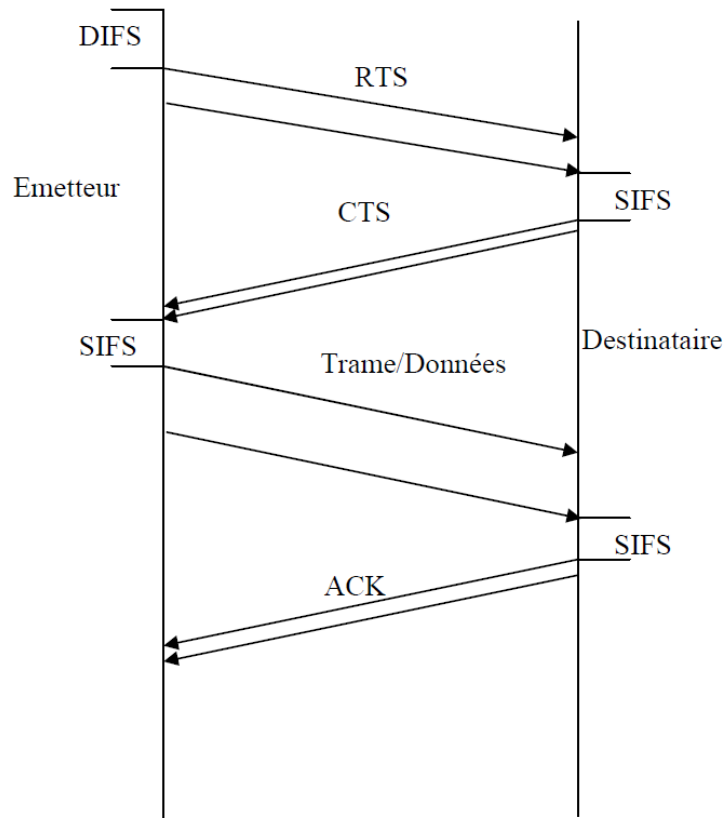 DIFS
RTS
Emetteur
SIFS
CTS
Destinataire
SIFS
Trame/Données
SIFS
ACK